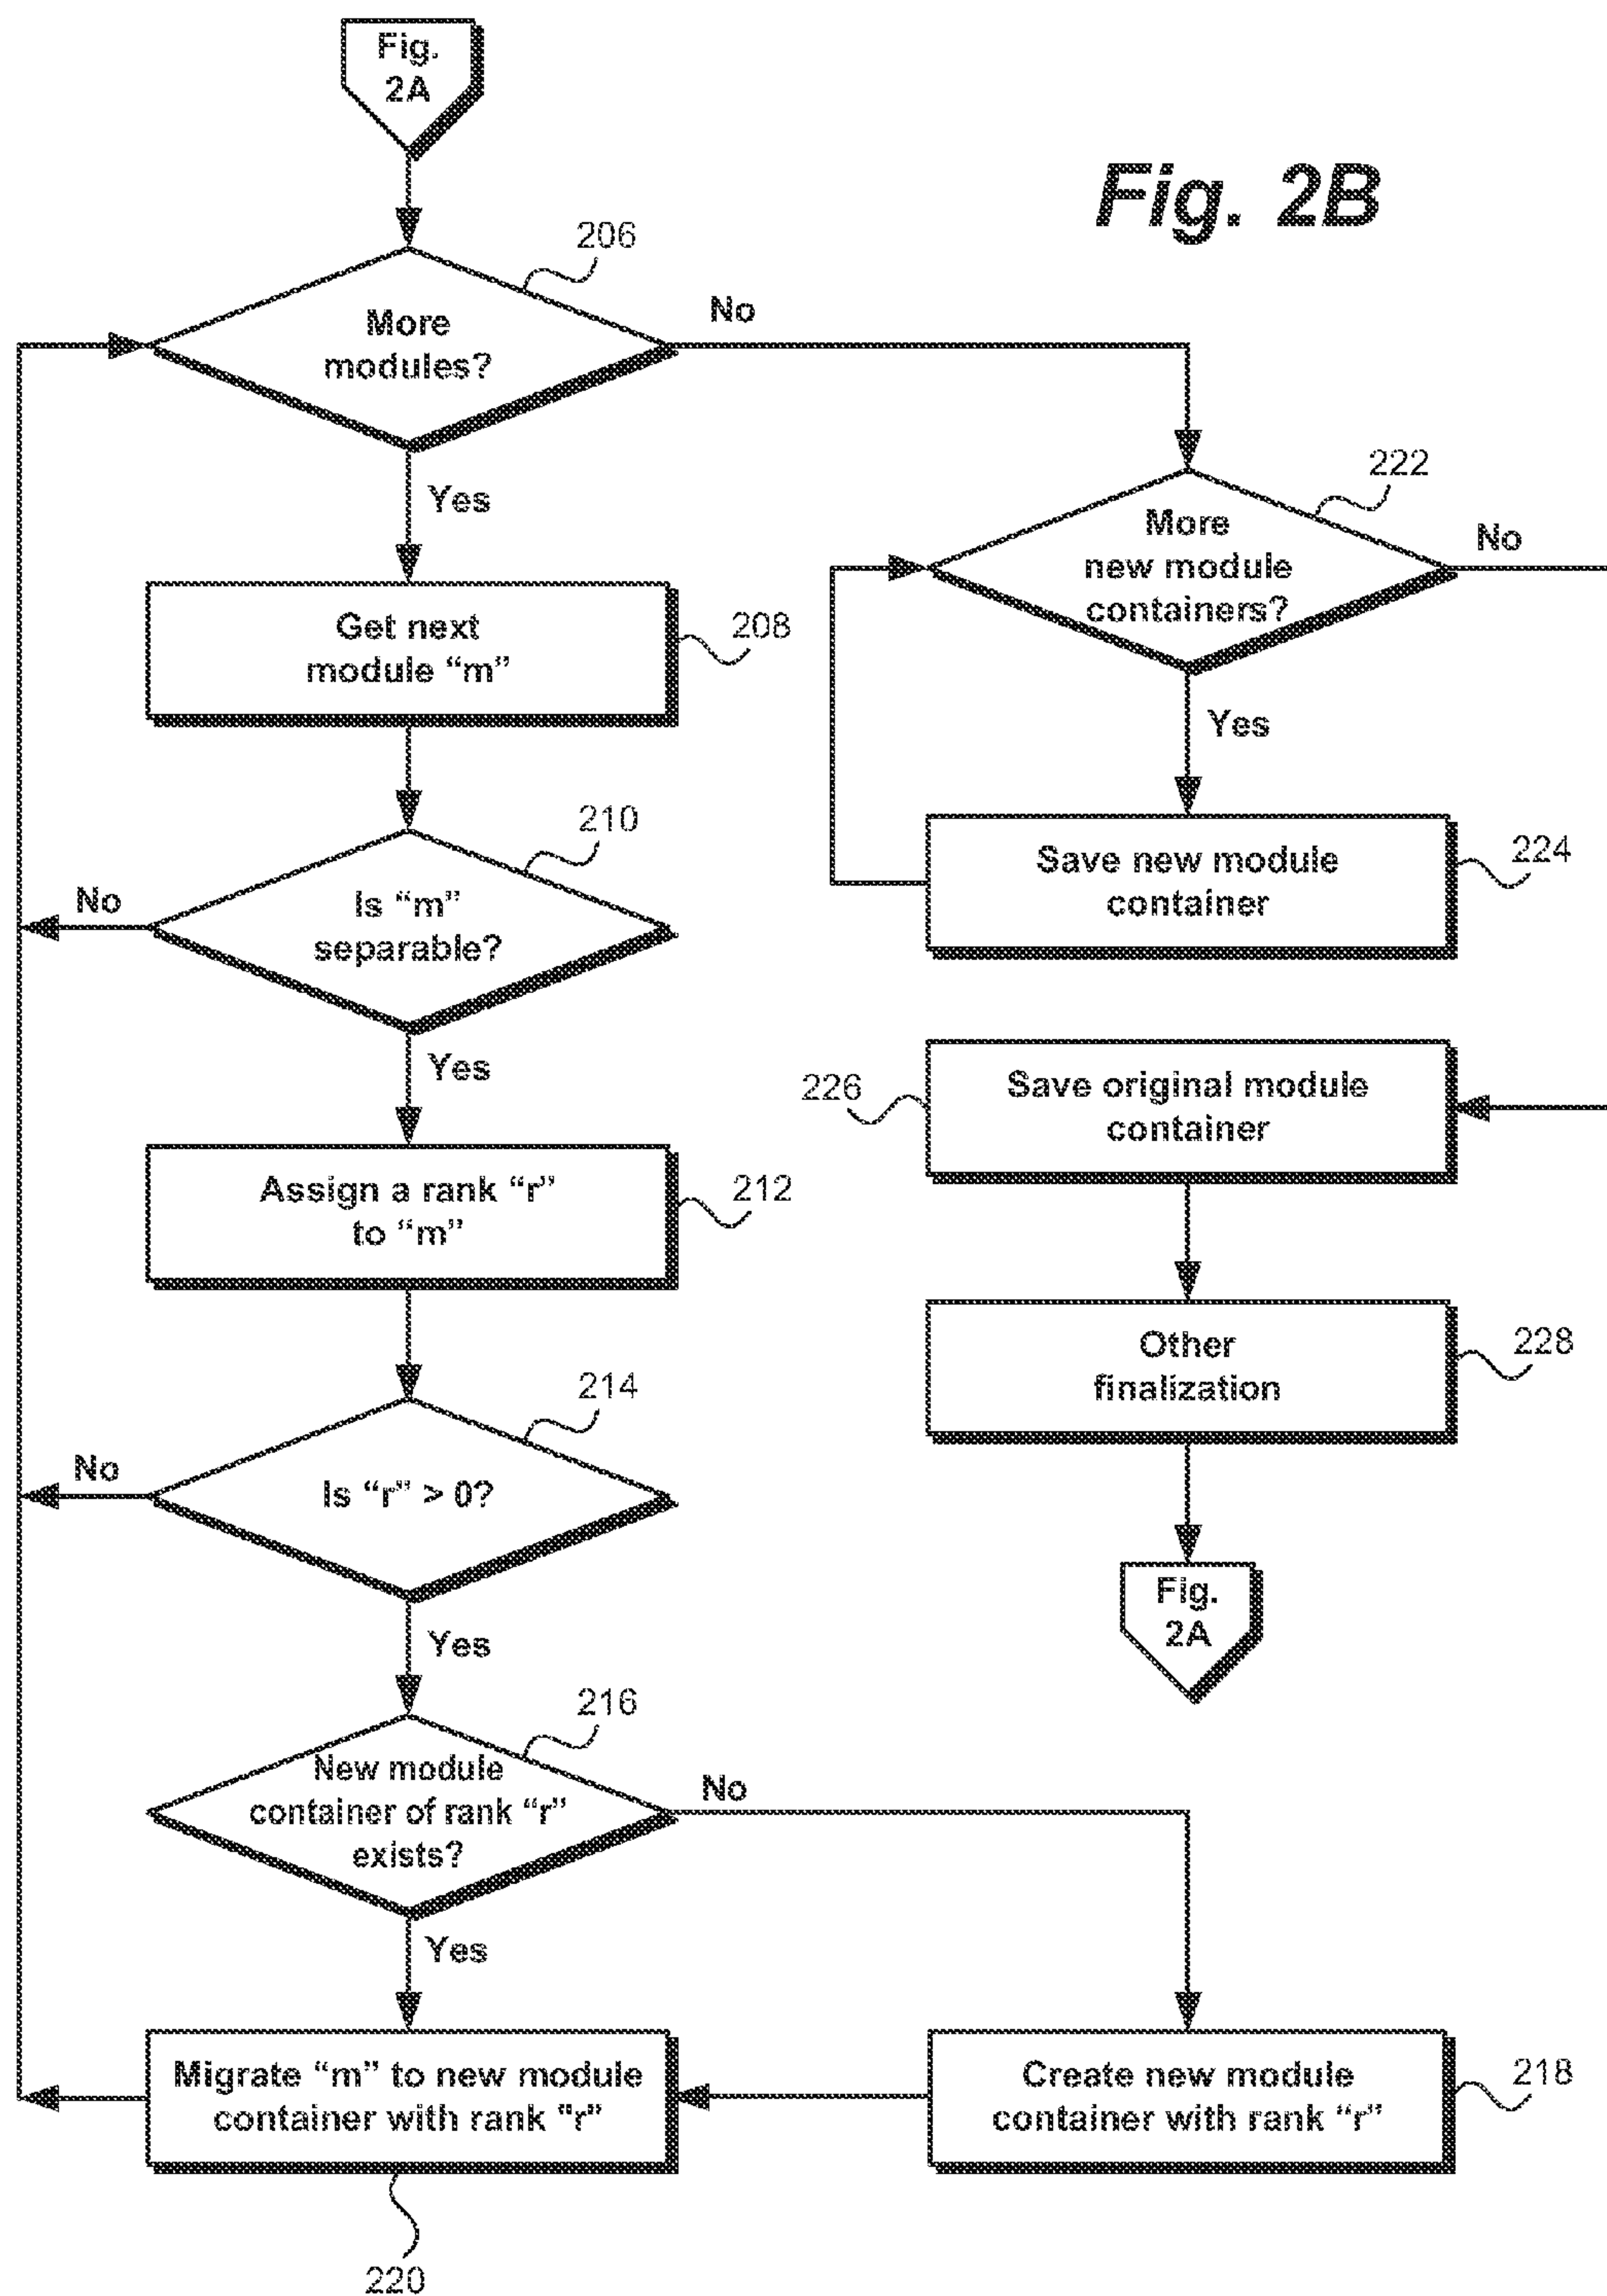 Fig.
2A
Fig. 2B
206
More
modules?
No
Yes
222
More
new module
containers?
No
Get next
module “m”
208
Yes
210
Is “m”
separable?
No
Save new module
container
224
Yes
Save original module
container
226
Assign a rank “r”
to “m”
212
Other
finalization
228
214
Is “r” > 0?
No
Yes
Fig.
2A
216
New module
container of rank “r”
exists?
No
Yes
Migrate “m” to new module
container with rank "r”
Create new module
container with rank “r”
218
220